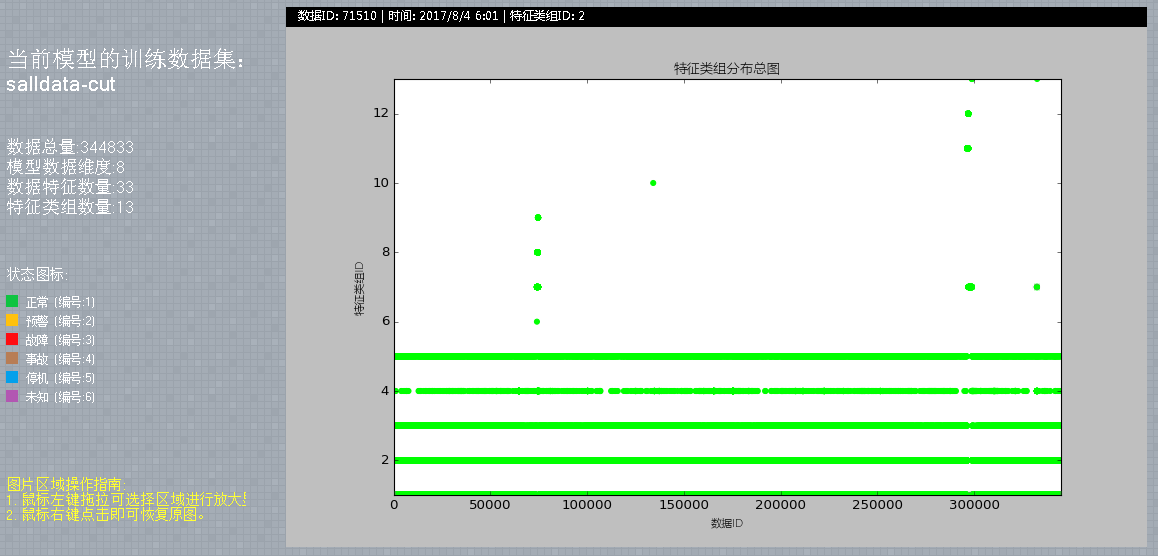 数据ID: 71510 | 时间: 2017/8/4 6:01 | 特征类组ID: 2
当前模型的训练数据集:
salldata-cut
数据总量:344833
模型数据维度:8
数据特征数量:33
特征类组数量:13
状态图标:
正常 (编号:1)
预警 (编号:2)
故障 (编号:3)
事故 (编号:4)
停机 (编号:5)
未知 (编号:6)
图片区域操作指南:
1. 鼠标左键拖拉可选择区域进行放大
2. 鼠标右键点击即可恢复原图。
特征类组分布总图
特征类组ID
12
10
8
6
4
2
0
50000
100000
150000
200000
250000
300000
数据ID